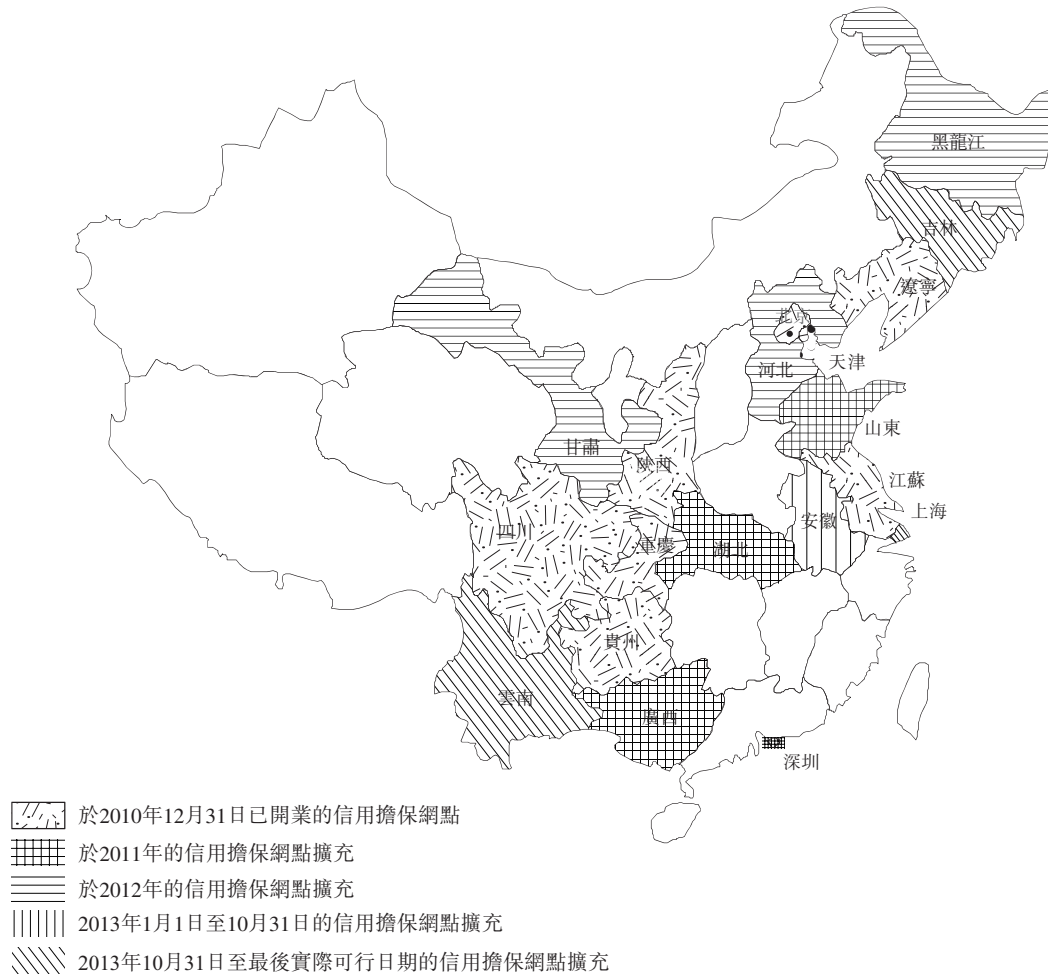 黑龍江
吉林
遼寧
北京
天津
河北
山東
甘肅
陝西
江蘇
上海
安徽
四川
重慶
湖北
貴州
雲南
廣西
深圳
於2010年12月31日已開業的信用擔保網點
於2011年的信用擔保網點擴充
於2012年的信用擔保網點擴充
2013年1月1日至10月31日的信用擔保網點擴充
2013年10月31日至最後實際可行日期的信用擔保網點擴充